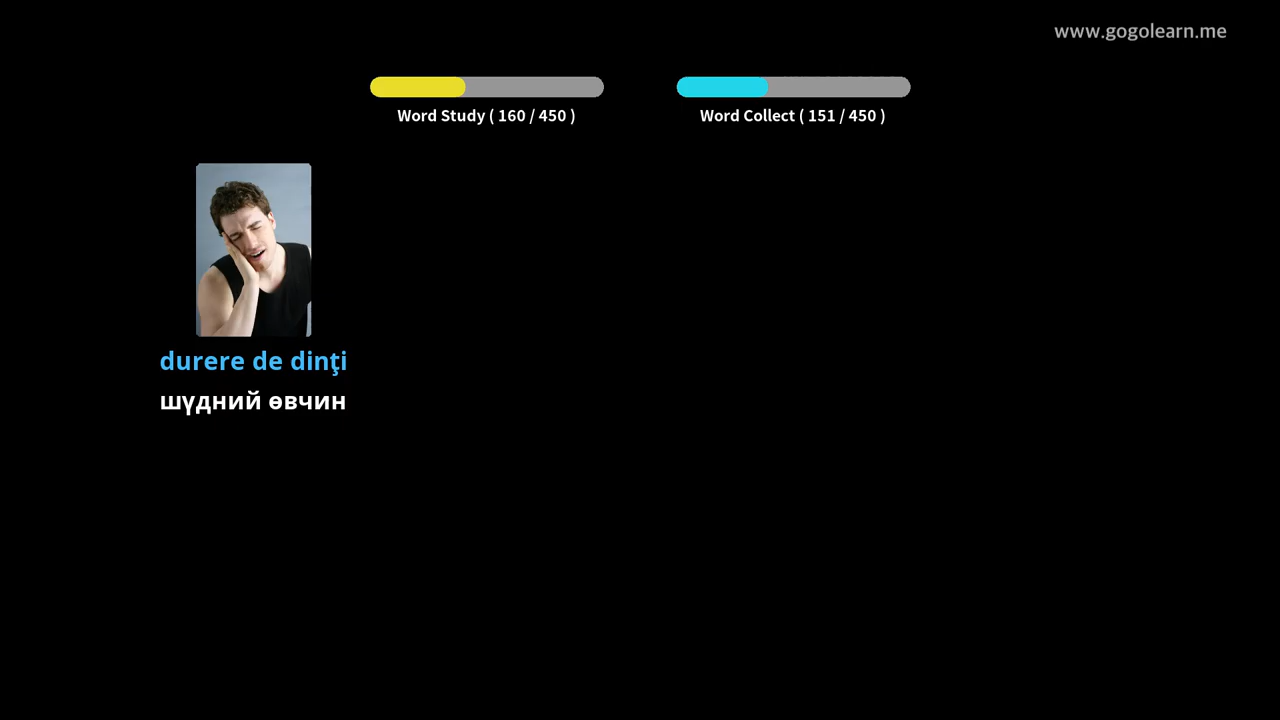 www.gogolearn.me
Word Study ( 160 / 450 )
Word Collect ( 151 / 450 )
durere de dinţi
шүдний өвчин